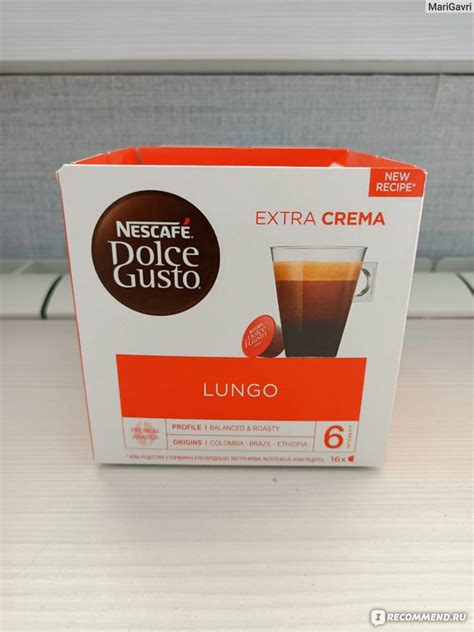 MariGavri
NEW
RECIPE*
NESCAFÉ
Dolce
Gusto
EXTRA CREMA
LUNGO
PREMIUM
ARABICA
PROFILE | BALANCED & ROASTY
ORIGINS | COLOMBIA - BRAZIL - ETHIOPIA
6
INTENSITY
16x
I RECOMMEND.RU